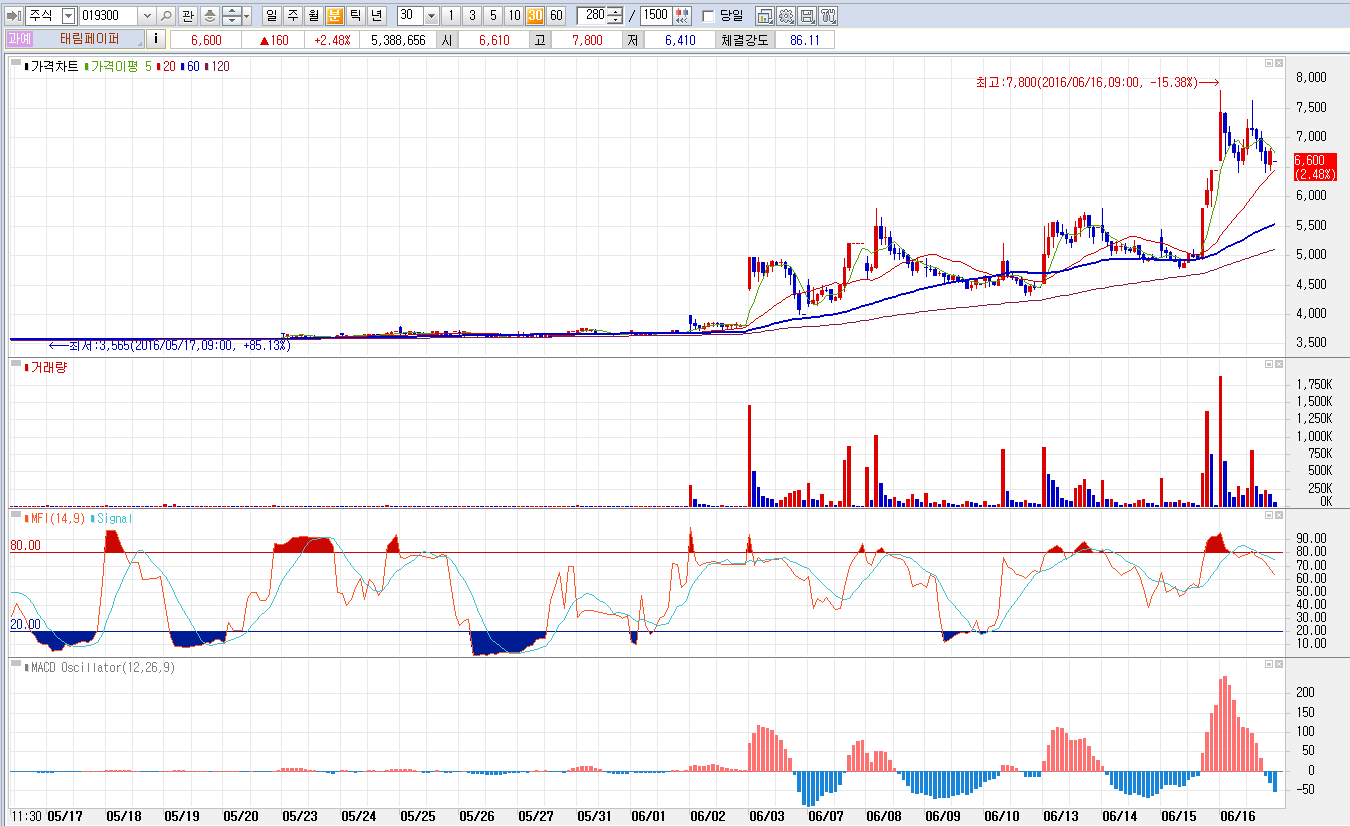 주식 019300 관 일 주 월 분 틱 년 30 1 3 5 10 30 60 280 / 1500 당일
과예 태림페이퍼 i 6,600 ▲160 +2.48% 5,388,656 시 6,610 고 7,800 저 6,410 체결강도 86.11
가격차트 가격이평 5 20 60 120
최고:7,800(2016/06/16,09:00, -15.38%)→
8,000
7,500
7,000
6,600
(2.48%)
6,000
5,500
5,000
4,500
4,000
3,500
←최저:3,565(2016/05/17,09:00, +85.13%)
거래량
1,750K
1,500K
1,250K
1,000K
750K
500K
250K
0K
MFI(14,9) Signal
80.00
20.00
90.00
80.00
70.00
60.00
50.00
40.00
30.00
20.00
10.00
MACD Oscillator(12,26,9)
200
150
100
50
0
-50
11:30 05/17 05/18 05/19 05/20 05/23 05/24 05/25 05/26 05/27 05/31 06/01 06/02 06/03 06/07 06/08 06/09 06/10 06/13 06/14 06/15 06/16